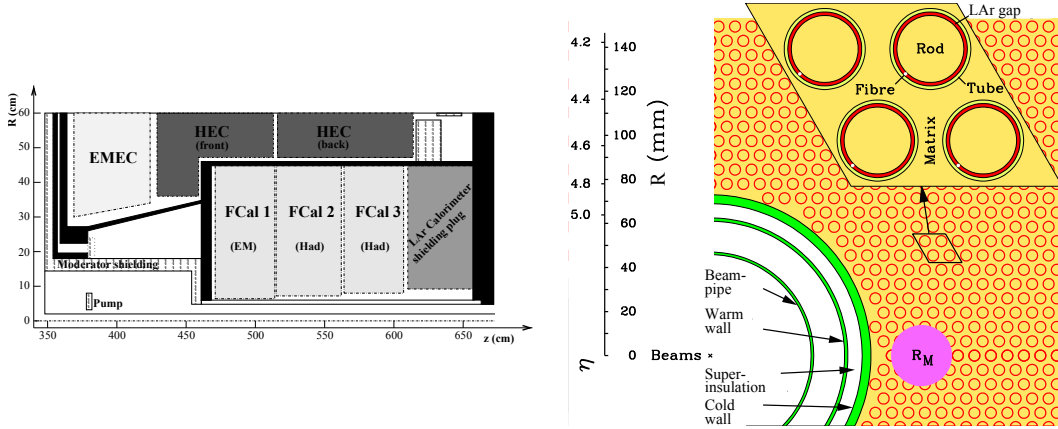 R (cm)
60
50
40
30
20
10
0
EMEC
HEC
(front)
HEC
(back)
FCal 1
(EM)
FCal 2
(Had)
FCal 3
(Had)
LAr Calorimeter
shielding plug
Moderator shielding
Pump
350
400
450
500
550
600
650
z (cm)
4.2
4.4
4.6
4.8
5.0
η
140
120
100
80
60
40
20
0
R (mm)
LAr gap
Rod
Fibre
Tube
Matrix
Beam-
pipe
Warm
wall
Beams
×
Super-
insulation
Cold
wall
RM